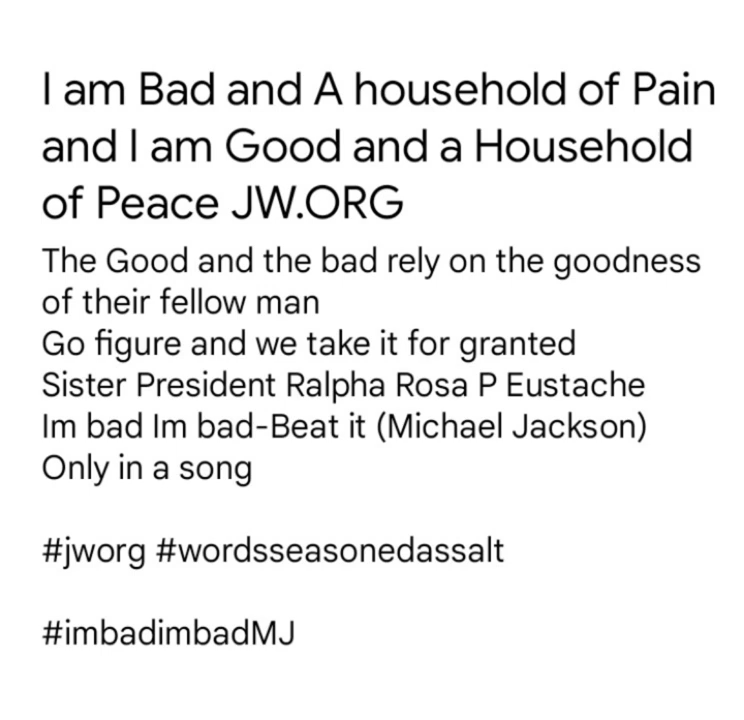 I am Bad and A household of Pain
and I am Good and a Household
of Peace JW.ORG
The Good and the bad rely on the goodness
of their fellow man
Go figure and we take it for granted
Sister President Ralpha Rosa P Eustache
Im bad Im bad-Beat it (Michael Jackson)
Only in a song
#jworg #wordsseasonedassalt
#imbadimbadMJ